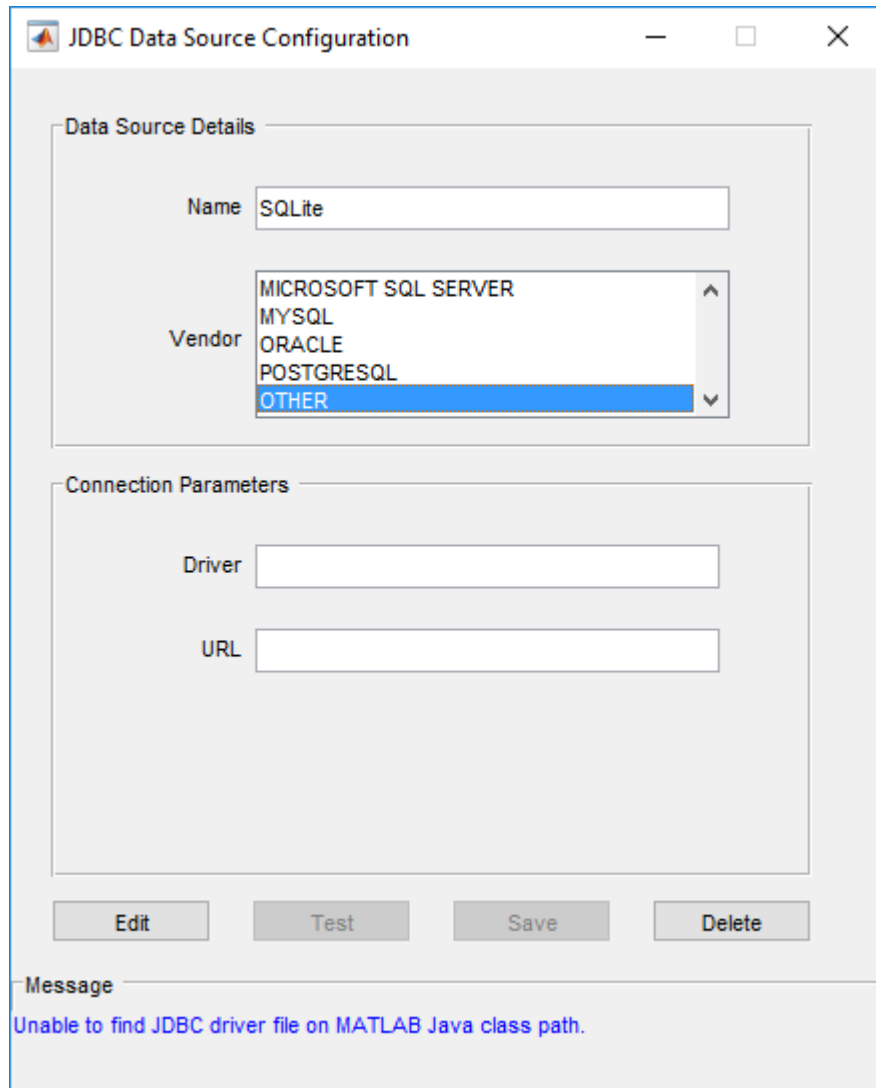 JDBC Data Source Configuration
Data Source Details
Name SQLite
Vendor
MICROSOFT SQL SERVER
MYSQL
ORACLE
POSTGRESQL
OTHER
Connection Parameters
Driver
URL
Edit Test Save Delete
Message
Unable to find JDBC driver file on MATLAB Java class path.